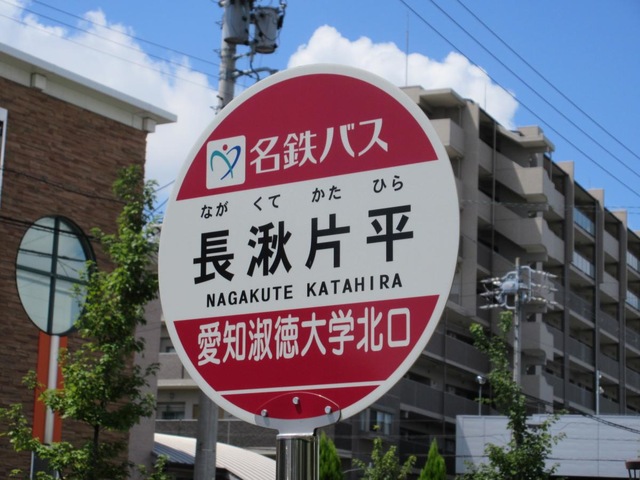 名鉄バス
ながくて かた ひら
長湫片平
NAGAKUTE KATAHIRA
愛知淑徳大学北口